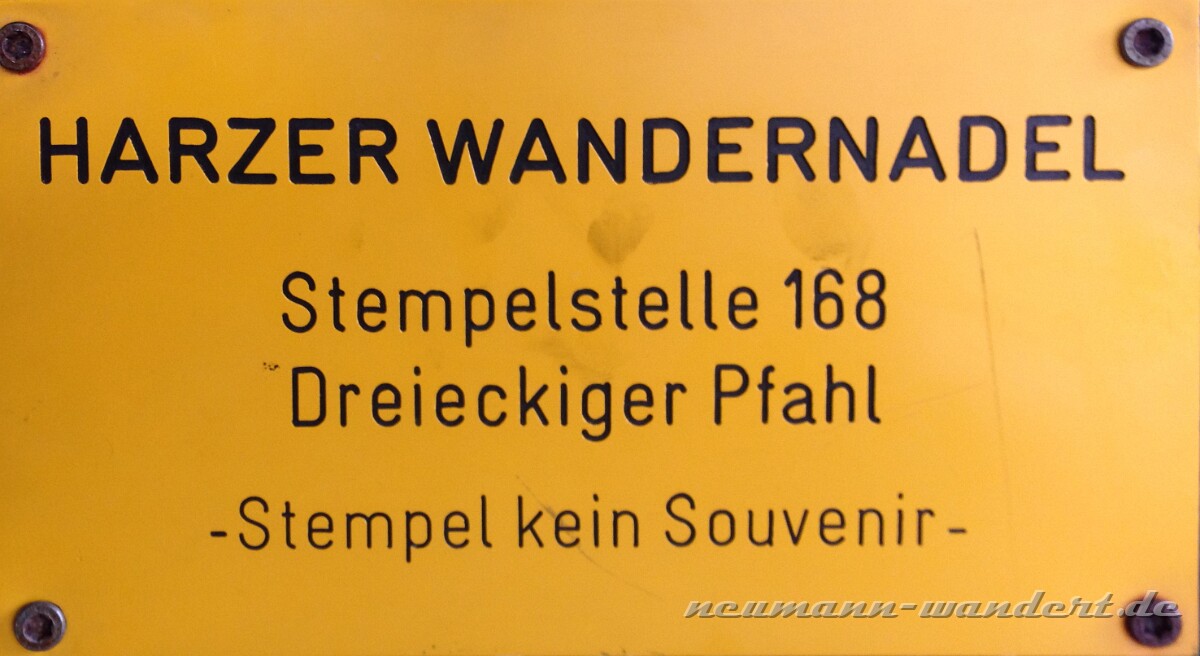 HARZER WANDERNADEL
Stempelstelle 168
Dreieckiger Pfahl
-Stempel kein Souvenir-
neumann-wandert.de